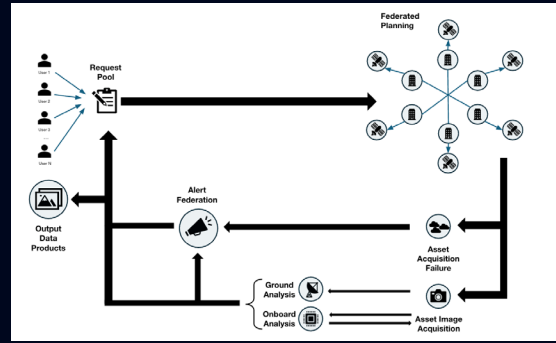 Federated
Planning
Request
Pool
User 1
User 2
User 3
User N
Alert
Federation
Output
Data
Products
Asset
Acquisition
Failure
Ground
Analysis
Onboard
Analysis
Asset Image
Acquisition